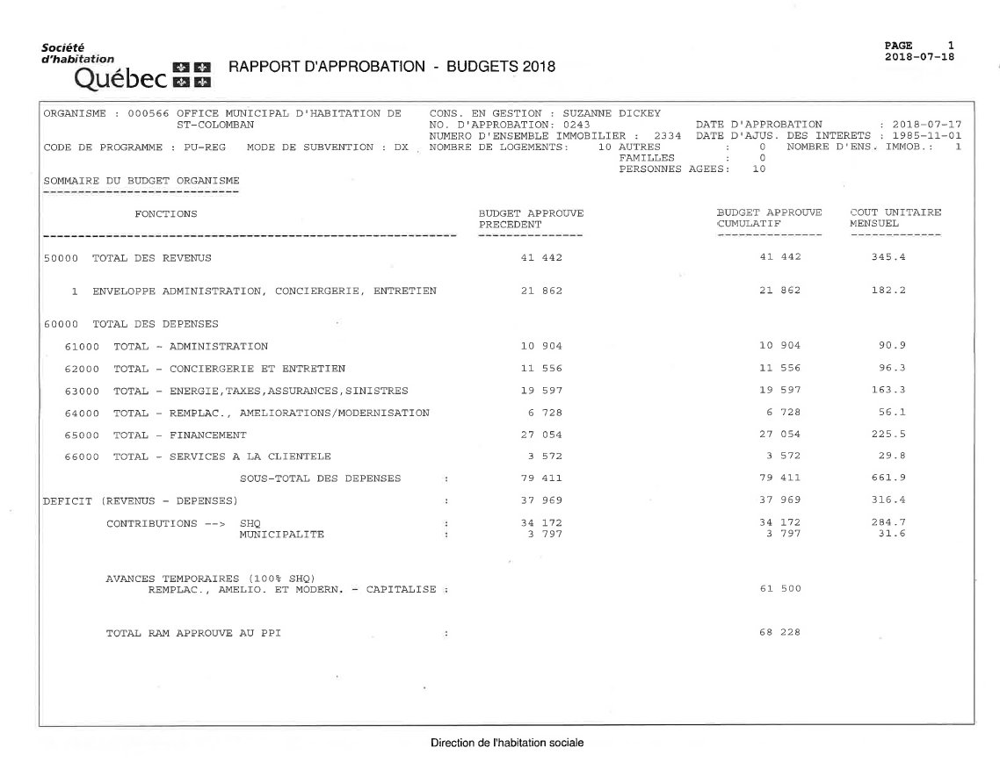 Société
d'habitation
Québec
RAPPORT D'APPROBATION - BUDGETS 2018
PAGE 1
2018-07-18
ORGANISME : 000566 OFFICE MUNICIPAL D'HABITATION DE CONS. EN GESTION : SUZANNE DICKEY
ST-COLOMBAN NO. D'APPROBATION: 0243 DATE D'APPROBATION : 2018-07-17
NUMERO D'ENSEMBLE IMMOBILIER : 2334 DATE D'AJUS. DES INTERETS : 1985-11-01
CODE DE PROGRAMME : PU-REG MODE DE SUBVENTION : DX NOMBRE DE LOGEMENTS: 10 AUTRES : 0 NOMBRE D'ENS. IMMOB.: 1
FAMILLES : 0
PERSONNES AGEES: 10
SOMMAIRE DU BUDGET ORGANISME
FONCTIONS BUDGET APPROUVE BUDGET APPROUVE COUT UNITAIRE
PRECEDENT CUMULATIF MENSUEL
50000 TOTAL DES REVENUS 41 442 41 442 345.4
1 ENVELOPPE ADMINISTRATION, CONCIERGERIE, ENTRETIEN 21 862 21 862 182.2
60000 TOTAL DES DEPENSES
61000 TOTAL - ADMINISTRATION 10 904 10 904 90.9
62000 TOTAL - CONCIERGERIE ET ENTRETIEN 11 556 11 556 96.3
63000 TOTAL - ENERGIE,TAXES,ASSURANCES,SINISTRES 19 597 19 597 163.3
64000 TOTAL - REMPLAC., AMELIORATIONS/MODERNISATION 6 728 6 728 56.1
65000 TOTAL - FINANCEMENT 27 054 27 054 225.5
66000 TOTAL - SERVICES A LA CLIENTELE 3 572 3 572 29.8
SOUS-TOTAL DES DEPENSES : 79 411 79 411 661.9
DEFICIT (REVENUS - DEPENSES) : 37 969 37 969 316.4
CONTRIBUTIONS --> SHQ : 34 172 34 172 284.7
MUNICIPALITE : 3 797 3 797 31.6
AVANCES TEMPORAIRES (100% SHQ)
REMPLAC., AMELIO. ET MODERN. - CAPITALISE : 61 500
TOTAL RAM APPROUVE AU PPI : 68 228
Direction de l'habitation sociale